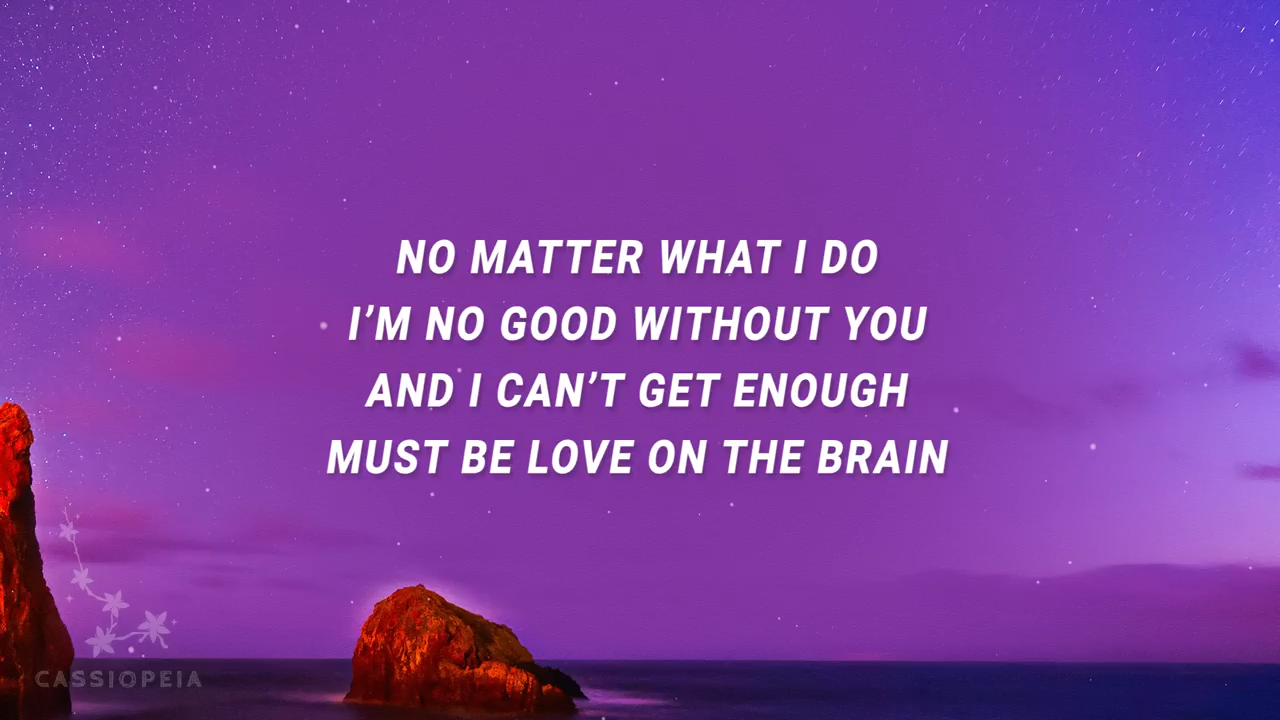 NO MATTER WHAT I DO
I’M NO GOOD WITHOUT YOU
AND I CAN’T GET ENOUGH
MUST BE LOVE ON THE BRAIN
CASSIOPEIA